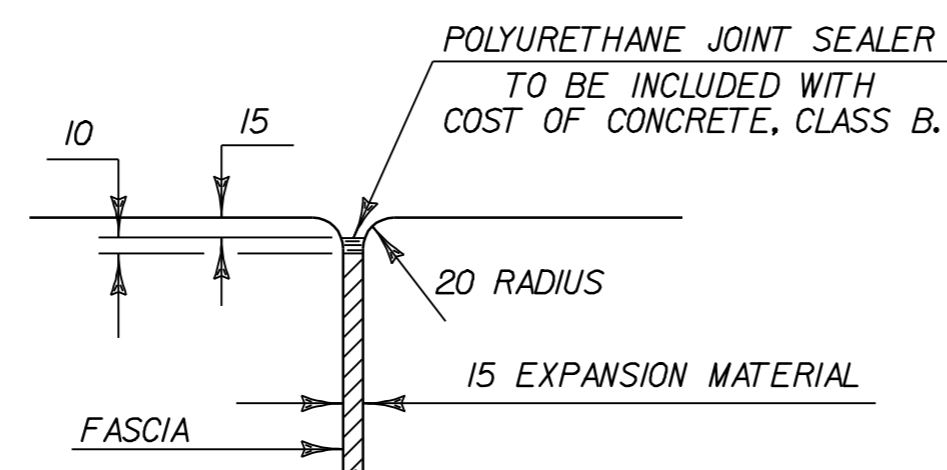 POLYURETHANE JOINT SEALER
TO BE INCLUDED WITH
COST OF CONCRETE, CLASS B.
10
15
20 RADIUS
15 EXPANSION MATERIAL
FASCIA